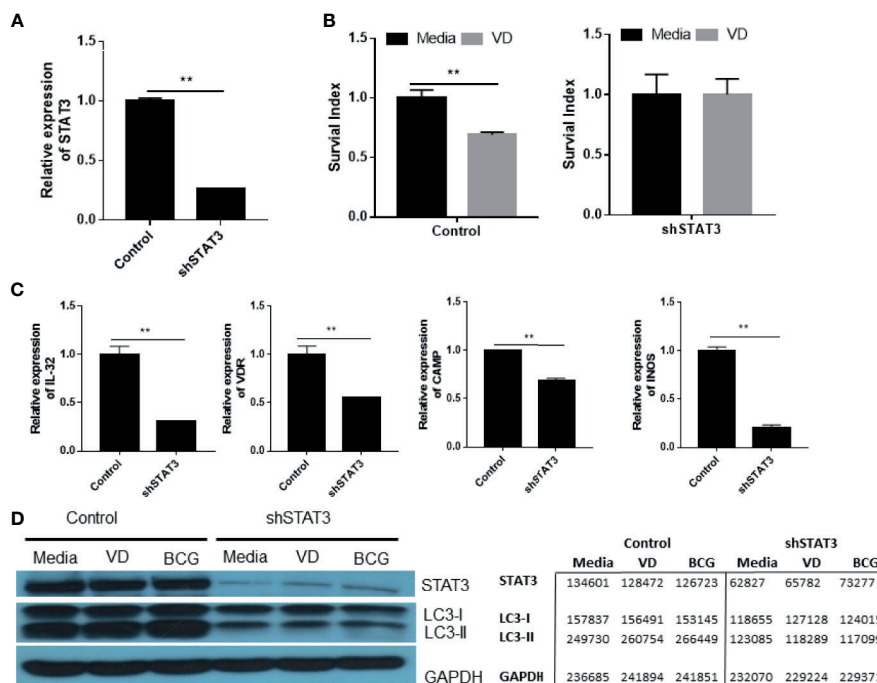 A
Relative expression
of STAT3
1.5
1.0
0.5
0.0
**
Control
shSTAT3
B
Survial Index
1.5
1.0
0.5
0.0
Media
VD
**
Control
Survial Index
1.5
1.0
0.5
0.0
Media
VD
shSTAT3
C
Relative expression
of IL-32
1.5
1.0
0.5
0.0
**
Control
shSTAT3
Relative expression
of VDR
1.5
1.0
0.5
0.0
**
Control
shSTAT3
Relative expression
of CAMP
1.5
1.0
0.5
0.0
**
Control
shSTAT3
Relative expression
of INOS
1.5
1.0
0.5
0.0
**
Control
shSTAT3
D
Control shSTAT3
Media VD BCG Media VD BCG
STAT3
LC3-I
LC3-II
GAPDH
Control shSTAT3
Media VD BCG Media VD BCG
STAT3 134601 128472 126723 62827 65782 73277
LC3-I 157837 156491 153145 118655 127128 124015
LC3-II 249730 260754 266449 123085 118289 117099
GAPDH 236685 241894 241851 232070 229224